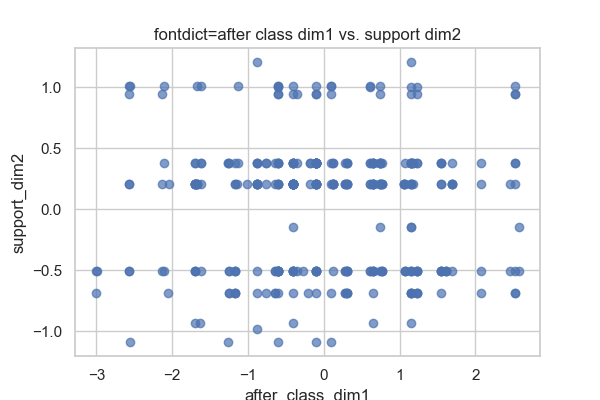 fontdict=after class dim1 vs. support dim2
1.0
0.5
0.0
−0.5
−1.0
support_dim2
−3 −2 −1 0 1 2
after_class_dim1